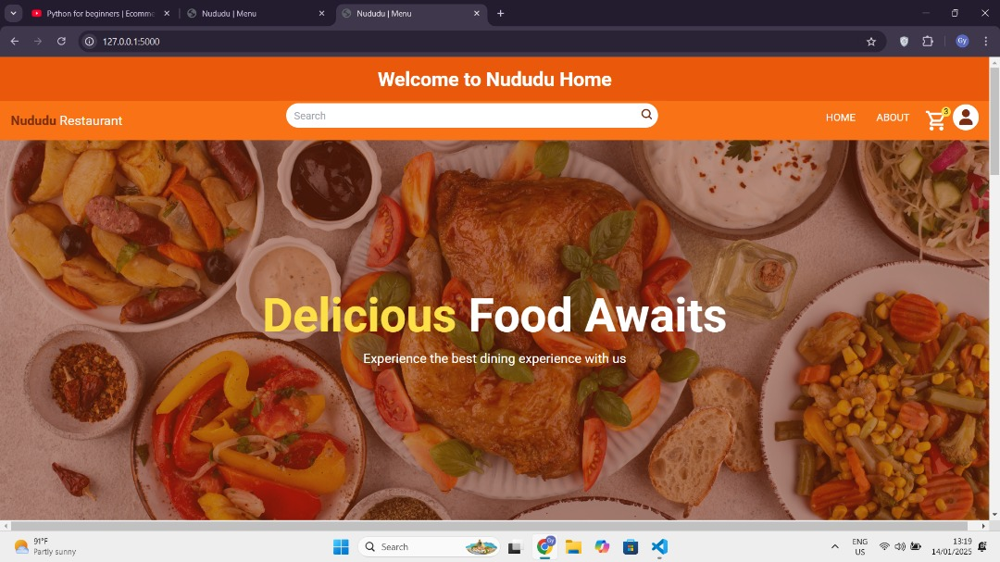 Python for beginners | Ecomme
Nududu | Menu
Nududu | Menu
127.0.0.1:5000
Gy
Welcome to Nududu Home
Nududu Restaurant
Search
HOME
ABOUT
3
Delicious Food Awaits
Experience the best dining experience with us
91°F
Partly sunny
Search
Gy
ENG
US
13:19
14/01/2025